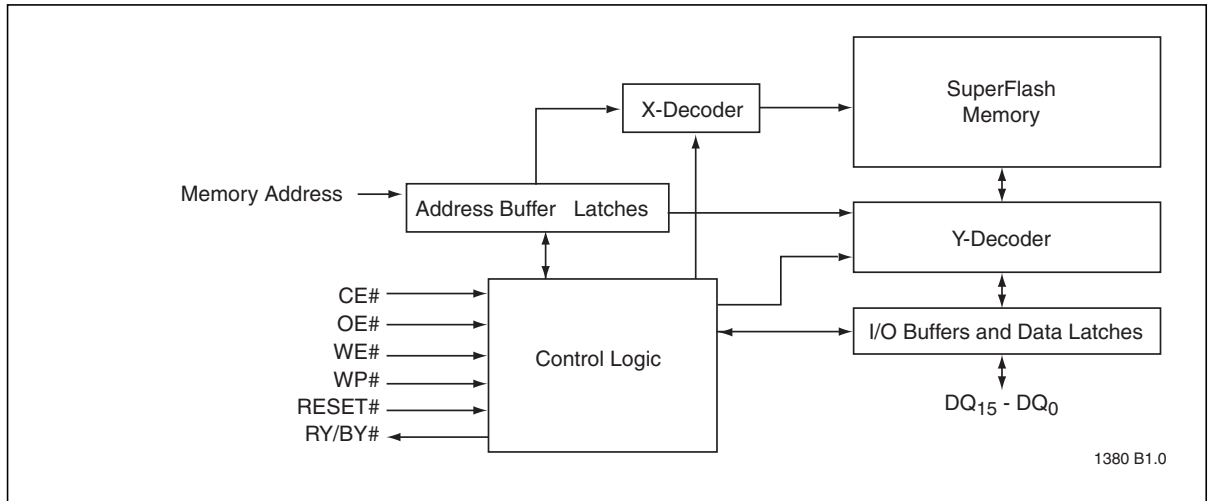 SuperFlash
Memory
X-Decoder
Memory Address
Address Buffer Latches
Y-Decoder
CE#
OE#
WE#
WP#
RESET#
RY/BY#
Control Logic
I/O Buffers and Data Latches
DQ15 - DQ0
1380 B1.0